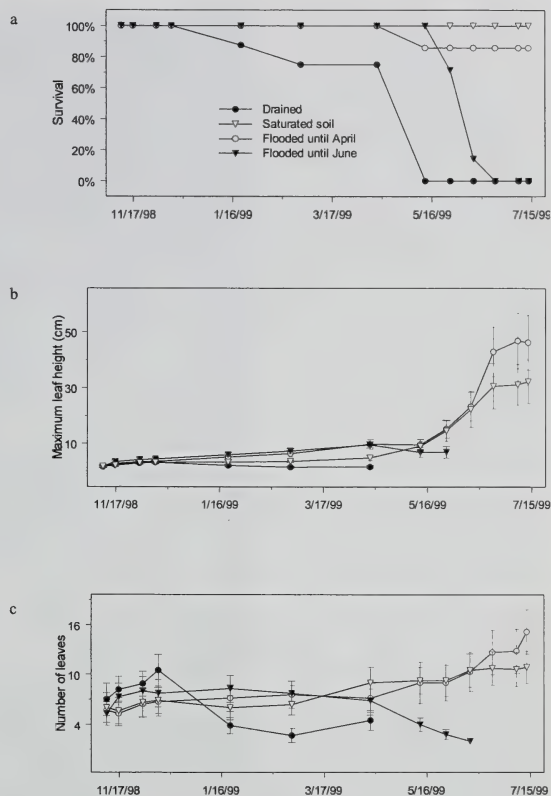 a
100%
80%
60%
40%
20%
0%
Survival
Drained
Saturated soil
Flooded until April
Flooded until June
11/17/98 1/16/99 3/17/99 5/16/99 7/15/99
b
50
30
10
Maximum leaf height (cm)
11/17/98 1/16/99 3/17/99 5/16/99 7/15/99
c
16
10
4
Number of leaves
11/17/98 1/16/99 3/17/99 5/16/99 7/15/99